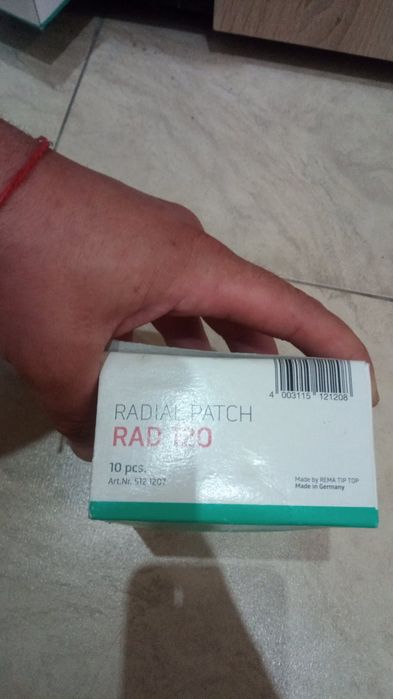 4 003115 121208
RADIAL PATCH
RAD 120
10 pcs.
Art.Nr. 512 1207
Made by REMA TIP TOP
Made in Germany